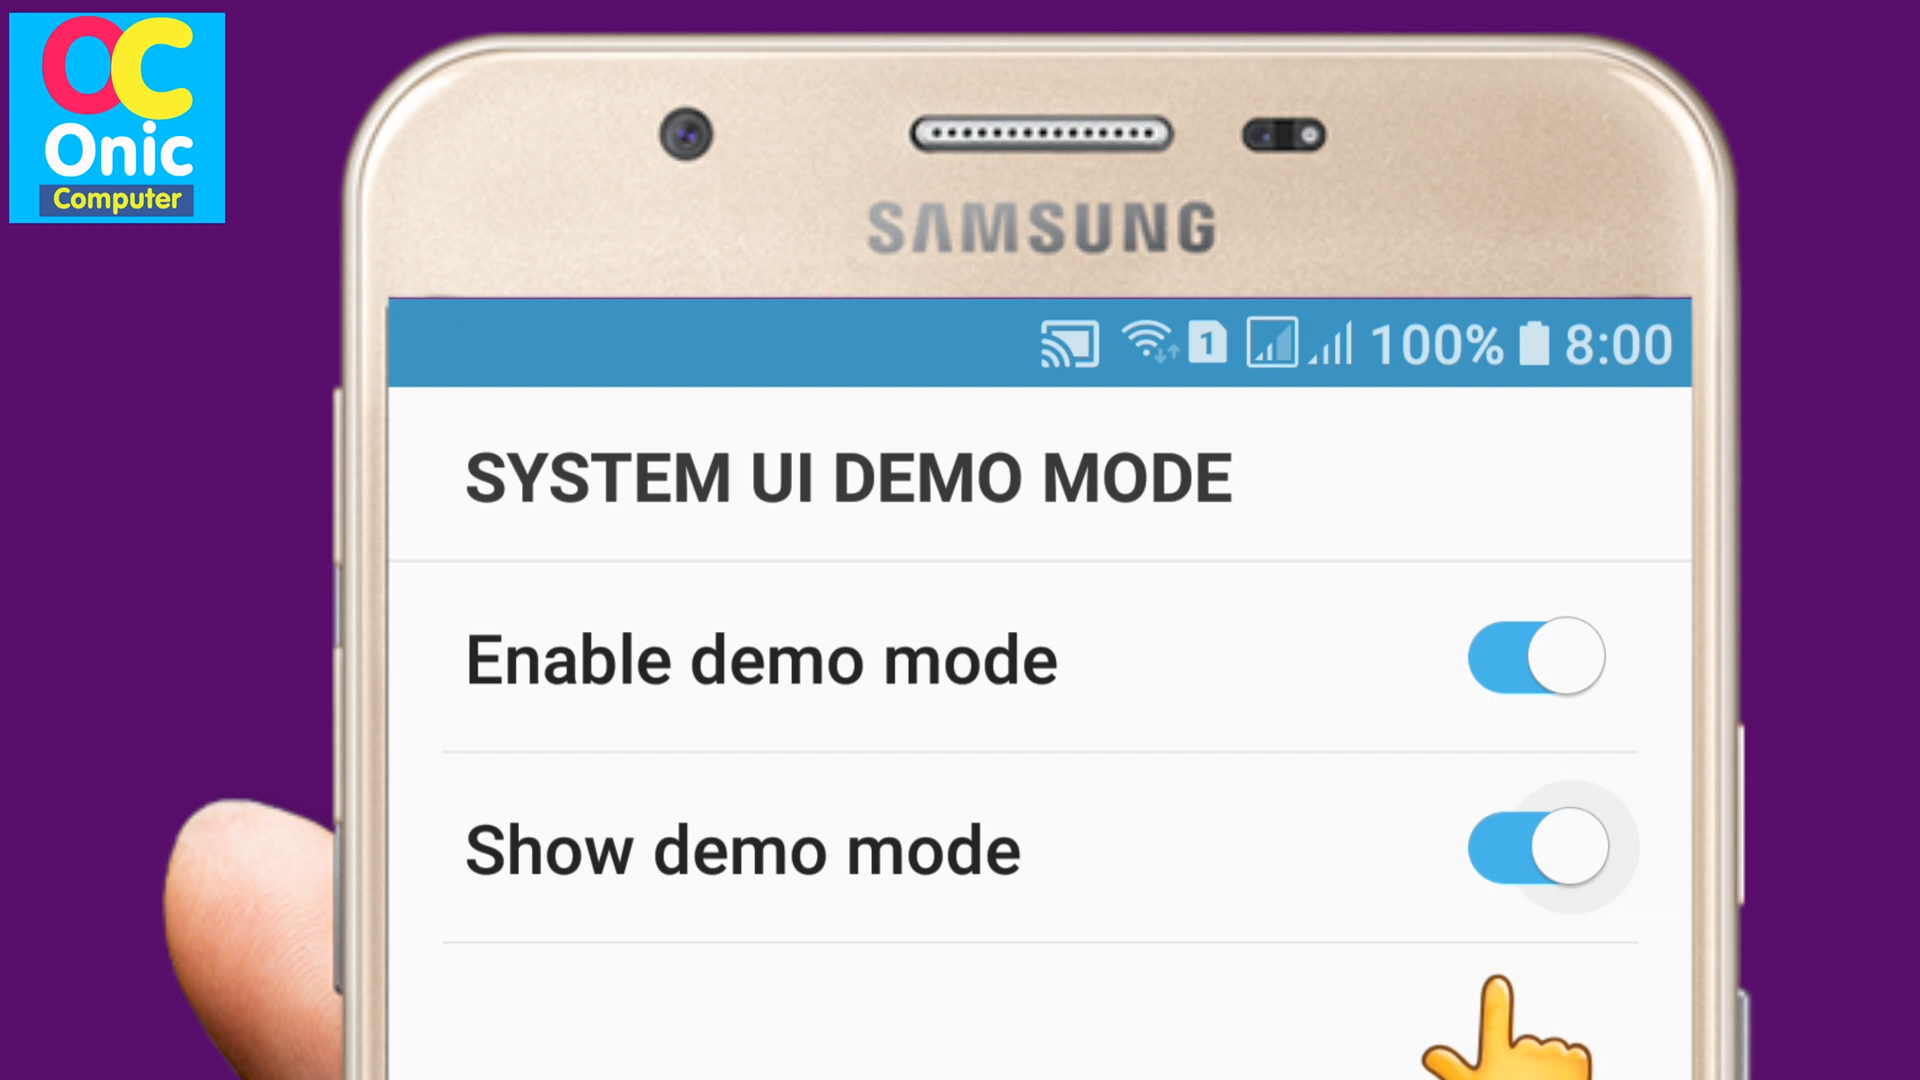 OC
Onic
Computer
SAMSUNG
1 100% 8:00
SYSTEM UI DEMO MODE
Enable demo mode
Show demo mode